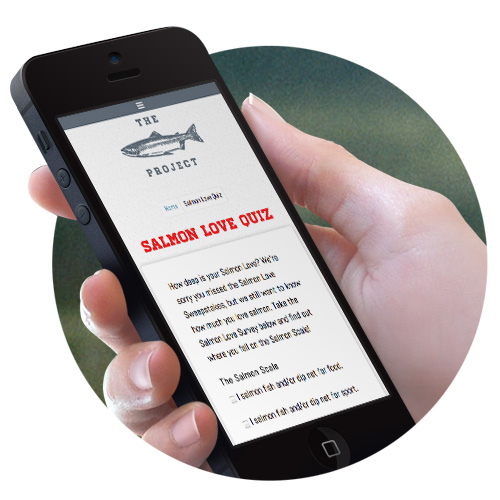 THE
PROJECT
Home Salmon Love Quiz
SALMON LOVE QUIZ
How deep is your Salmon Love? We're
sorry you missed the Salmon Love
Sweepstakes, but we still want to know
how much you love salmon. Take the
Salmon Love Survey below and find out
where you fall on the Salmon Scale!
The Salmon Scale
I salmon fish and/or dip net for food.
I salmon fish and/or dip net for sport.